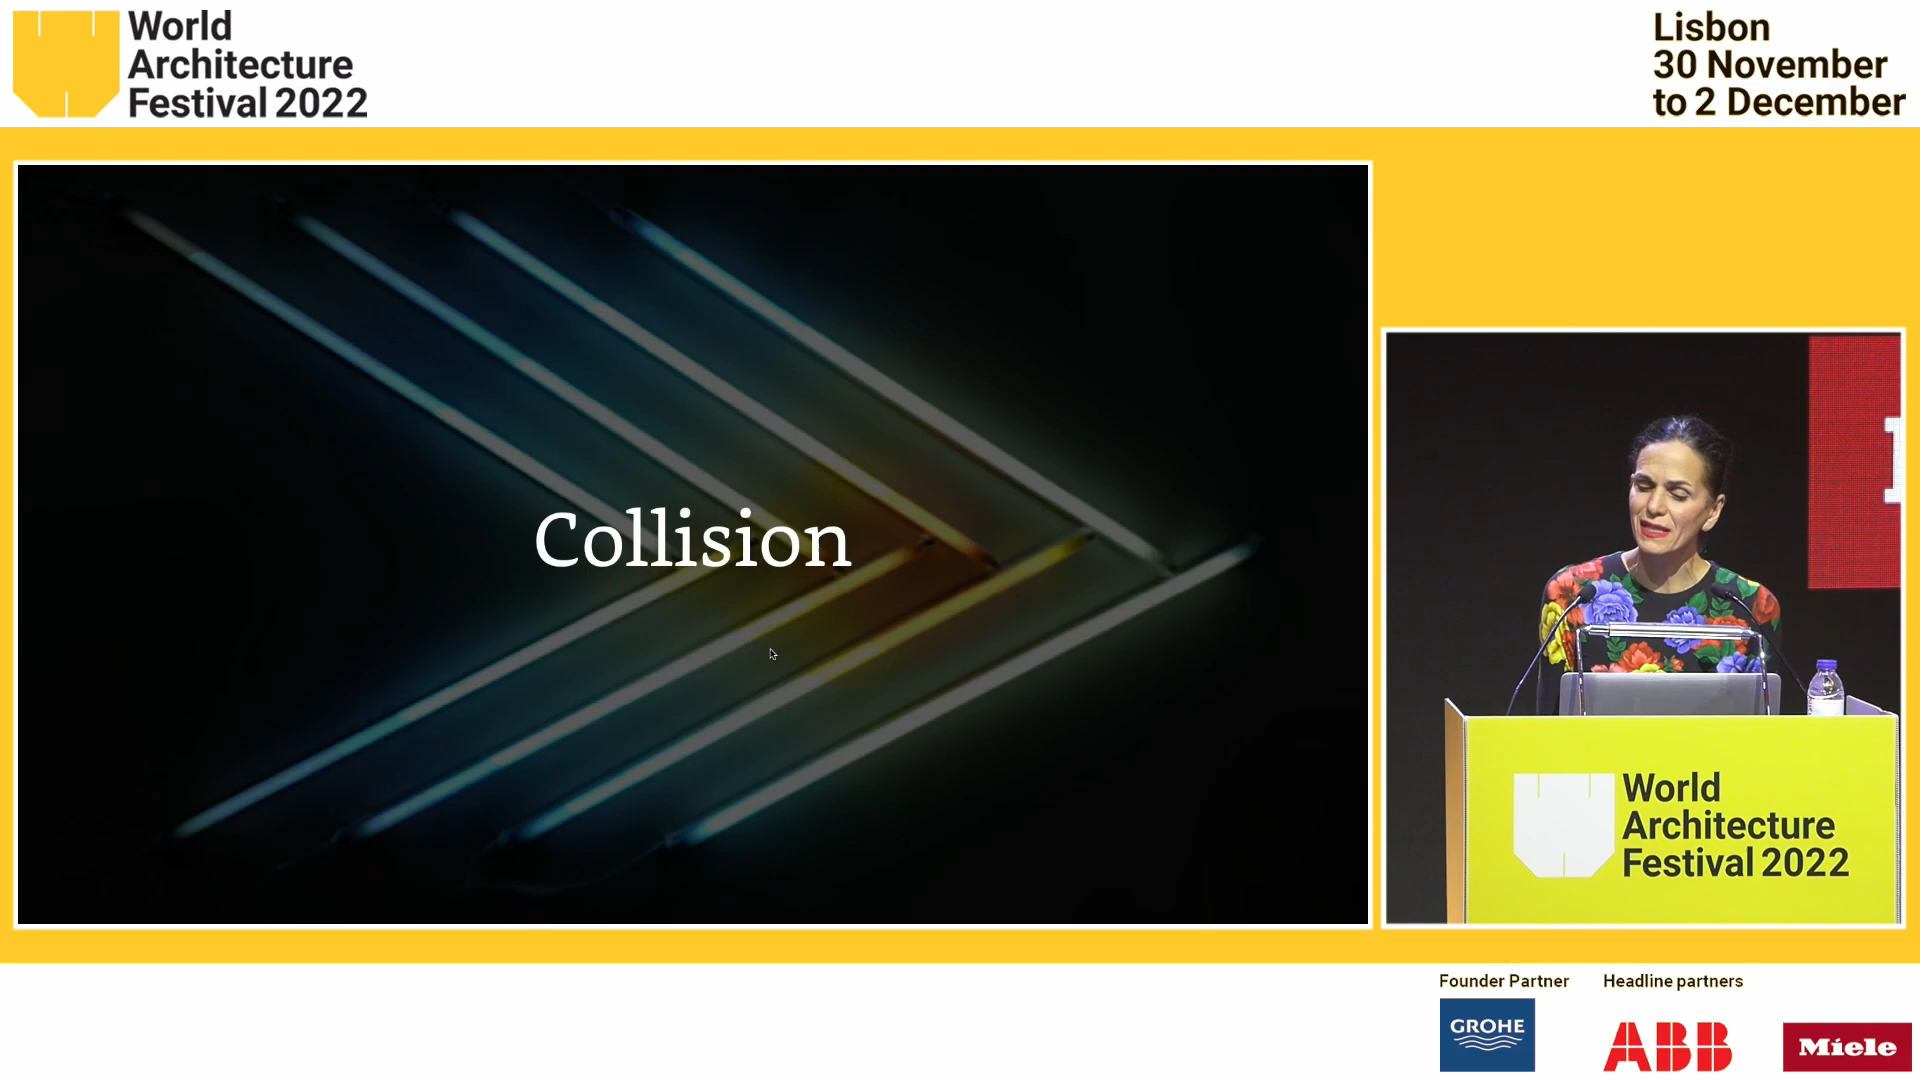 World
Architecture
Festival 2022
Lisbon
30 November
to 2 December
Collision
World
Architecture
Festival 2022
Founder Partner
Headline partners
GROHE
ABB
Miele